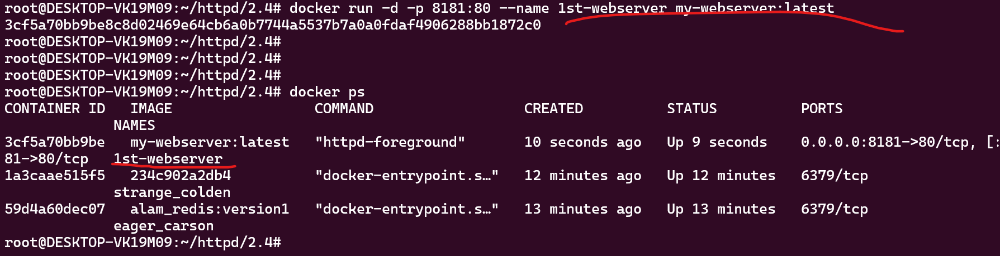 root@DESKTOP-VK19M09:~/httpd/2.4# docker run -d -p 8181:80 --name 1st-webserver my-webserver:latest
3cf5a70bb9be8c8d02469e64cb6a0b7744a5537b7a0a0fdaf4906288bb1872c0
root@DESKTOP-VK19M09:~/httpd/2.4#
root@DESKTOP-VK19M09:~/httpd/2.4#
root@DESKTOP-VK19M09:~/httpd/2.4#
root@DESKTOP-VK19M09:~/httpd/2.4# docker ps
CONTAINER ID   IMAGE                 COMMAND                  CREATED          STATUS          PORTS
             NAMES
3cf5a70bb9be   my-webserver:latest   "httpd-foreground"       10 seconds ago   Up 9 seconds    0.0.0.0:8181->80/tcp, [:
81->80/tcp   1st-webserver
1a3caae515f5   234c902a2db4          "docker-entrypoint.s…"   12 minutes ago   Up 12 minutes   6379/tcp
             strange_colden
59d4a60dec07   alam_redis:version1   "docker-entrypoint.s…"   13 minutes ago   Up 13 minutes   6379/tcp
             eager_carson
root@DESKTOP-VK19M09:~/httpd/2.4#